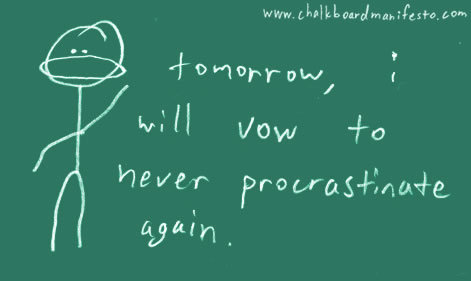 www.chalkboardmanifesto.com
tomorrow, i
will vow to
never procrastinate
again.